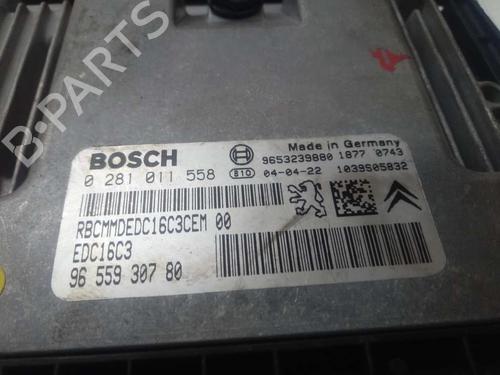 B-PARTS
Made in Germany
BOSCH
9653239880 1877 0743
0 281 011 558
810 04-04-22 1039S05832
RBCMMDEDC16C3CEM 00
EDC16C3
96 559 307 80